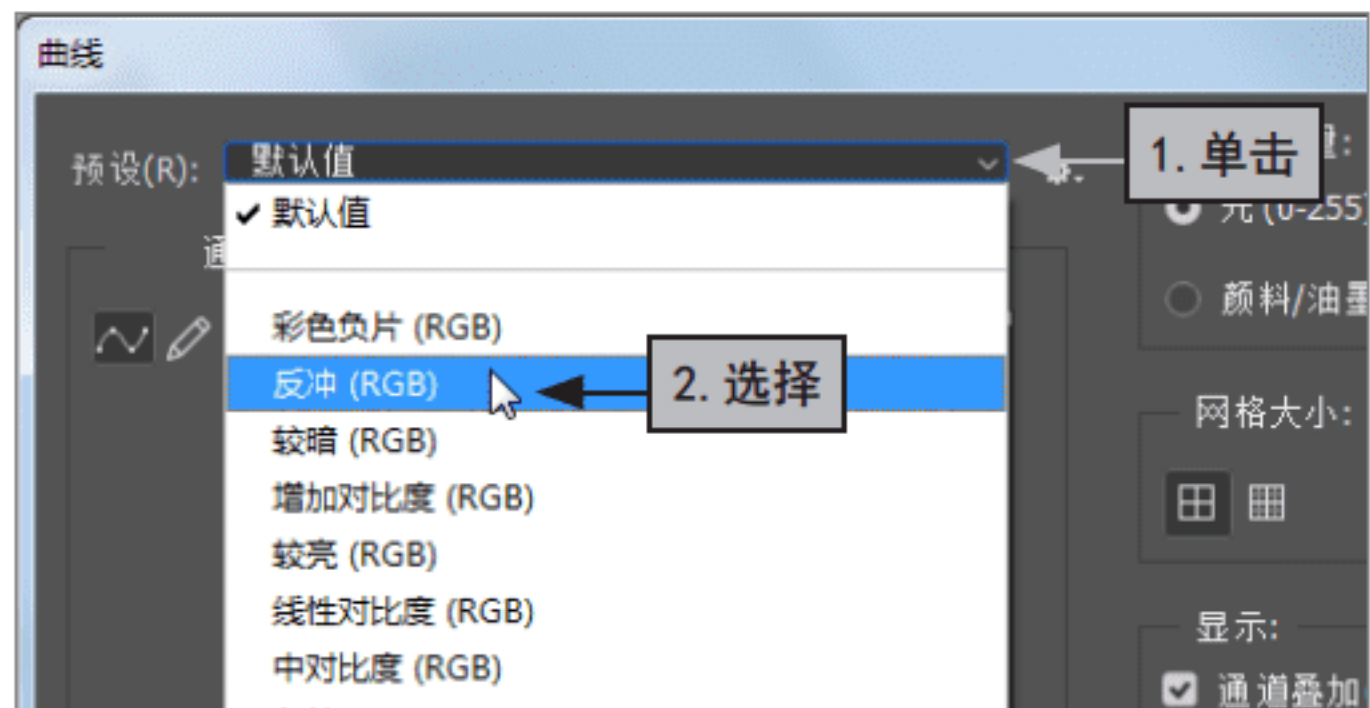 曲线
预设(R): 默认值
1. 单击
✓ 默认值
(0-255)
彩色负片 (RGB)
颜料/油
反冲 (RGB)
2. 选择
较暗 (RGB)
网格大小:
增加对比度 (RGB)
较亮 (RGB)
线性对比度 (RGB)
显示:
中对比度 (RGB)
通道叠加